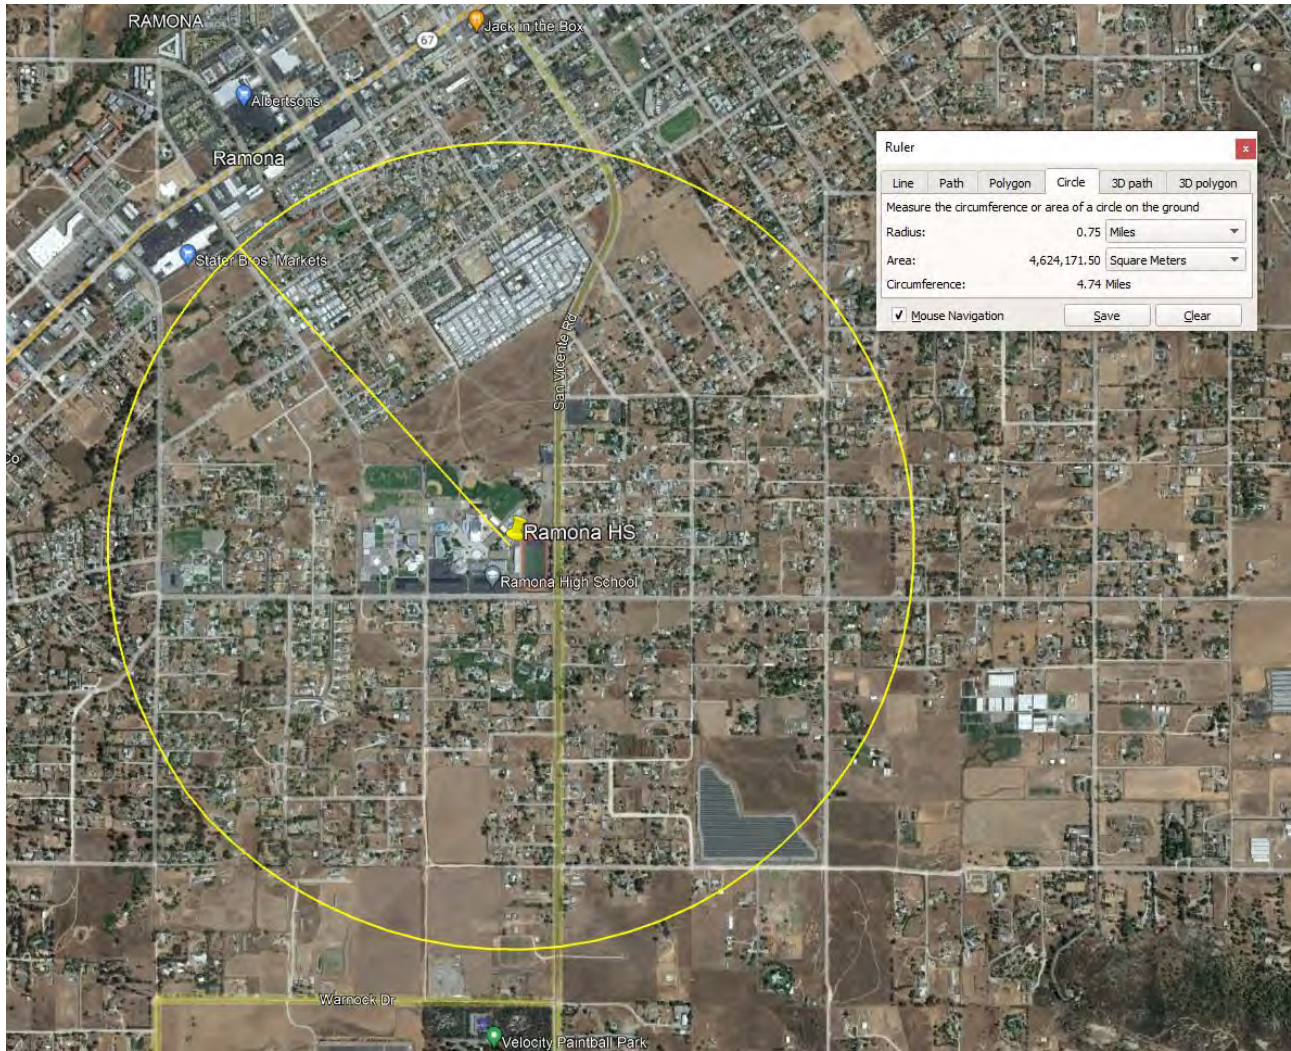 RAMONA
Jack in the Box
67
Albertsons
Ramona
Stater Bros. Markets
San Vicente Rd
Co
Ramona HS
Ramona High School
Warnock Dr
Velocity Paintball Park
Ruler
x
Line Path Polygon Circle 3D path 3D polygon
Measure the circumference or area of a circle on the ground
Radius: 0.75 Miles
Area: 4,624,171.50 Square Meters
Circumference: 4.74 Miles
Mouse Navigation Save Clear